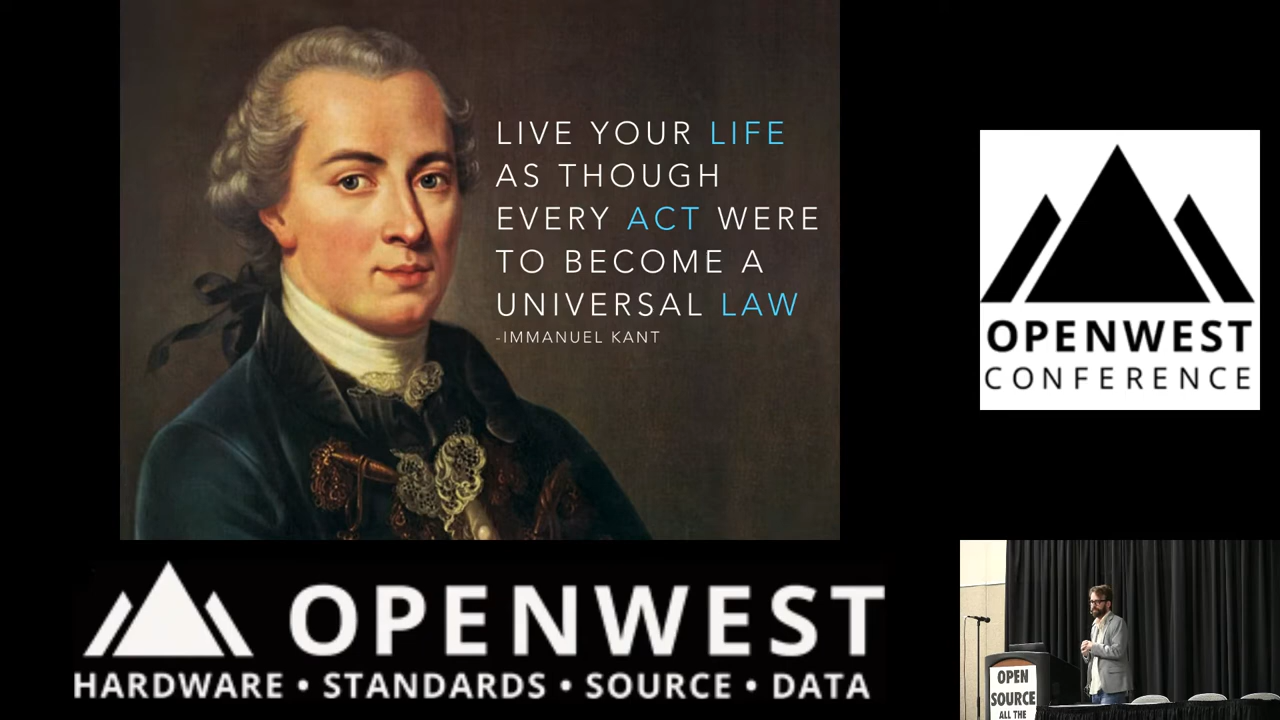 LIVE YOUR LIFE
AS THOUGH
EVERY ACT WERE
TO BECOME A
UNIVERSAL LAW
-IMMANUEL KANT
OPENWEST
CONFERENCE
OPENWEST
HARDWARE • STANDARDS • SOURCE • DATA
OPEN
SOURCE
ALL THE